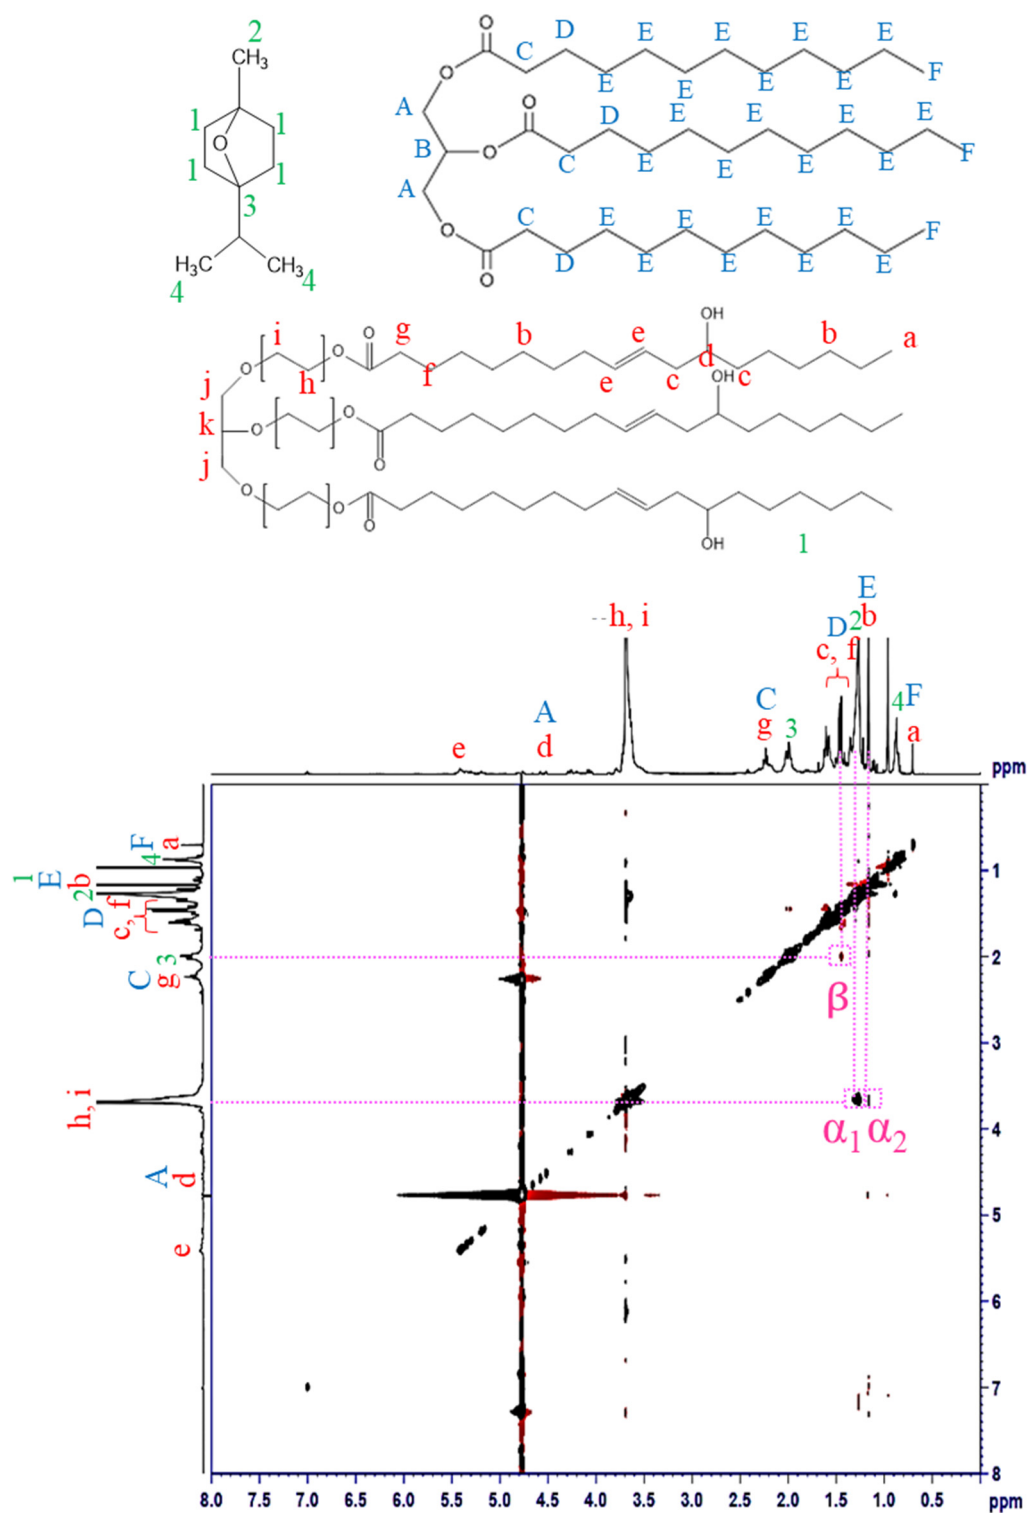 2
CH₃
1 1
O
1 1
3
H₃C CH₃
4 4
O D E E E E
C E E E E F
O
A O D E E E E
B O C E E E E F
A
O C E E E E
O D E E E E F
OH
i O g b e d b a
O h O f e c c
j OH
k O O
O
j
O O
O
OH
1
E
--h, i D 2 b
c, f
C 4 F
A g 3 a
e d
ppm
F a
4
1 E b
2
D c, f
3
C g
h, i
A d
e
β
α₁ α₂
1
2
3
4
5
6
7
8
8.0 7.5 7.0 6.5 6.0 5.5 5.0 4.5 4.0 3.5 3.0 2.5 2.0 1.5 1.0 0.5 ppm